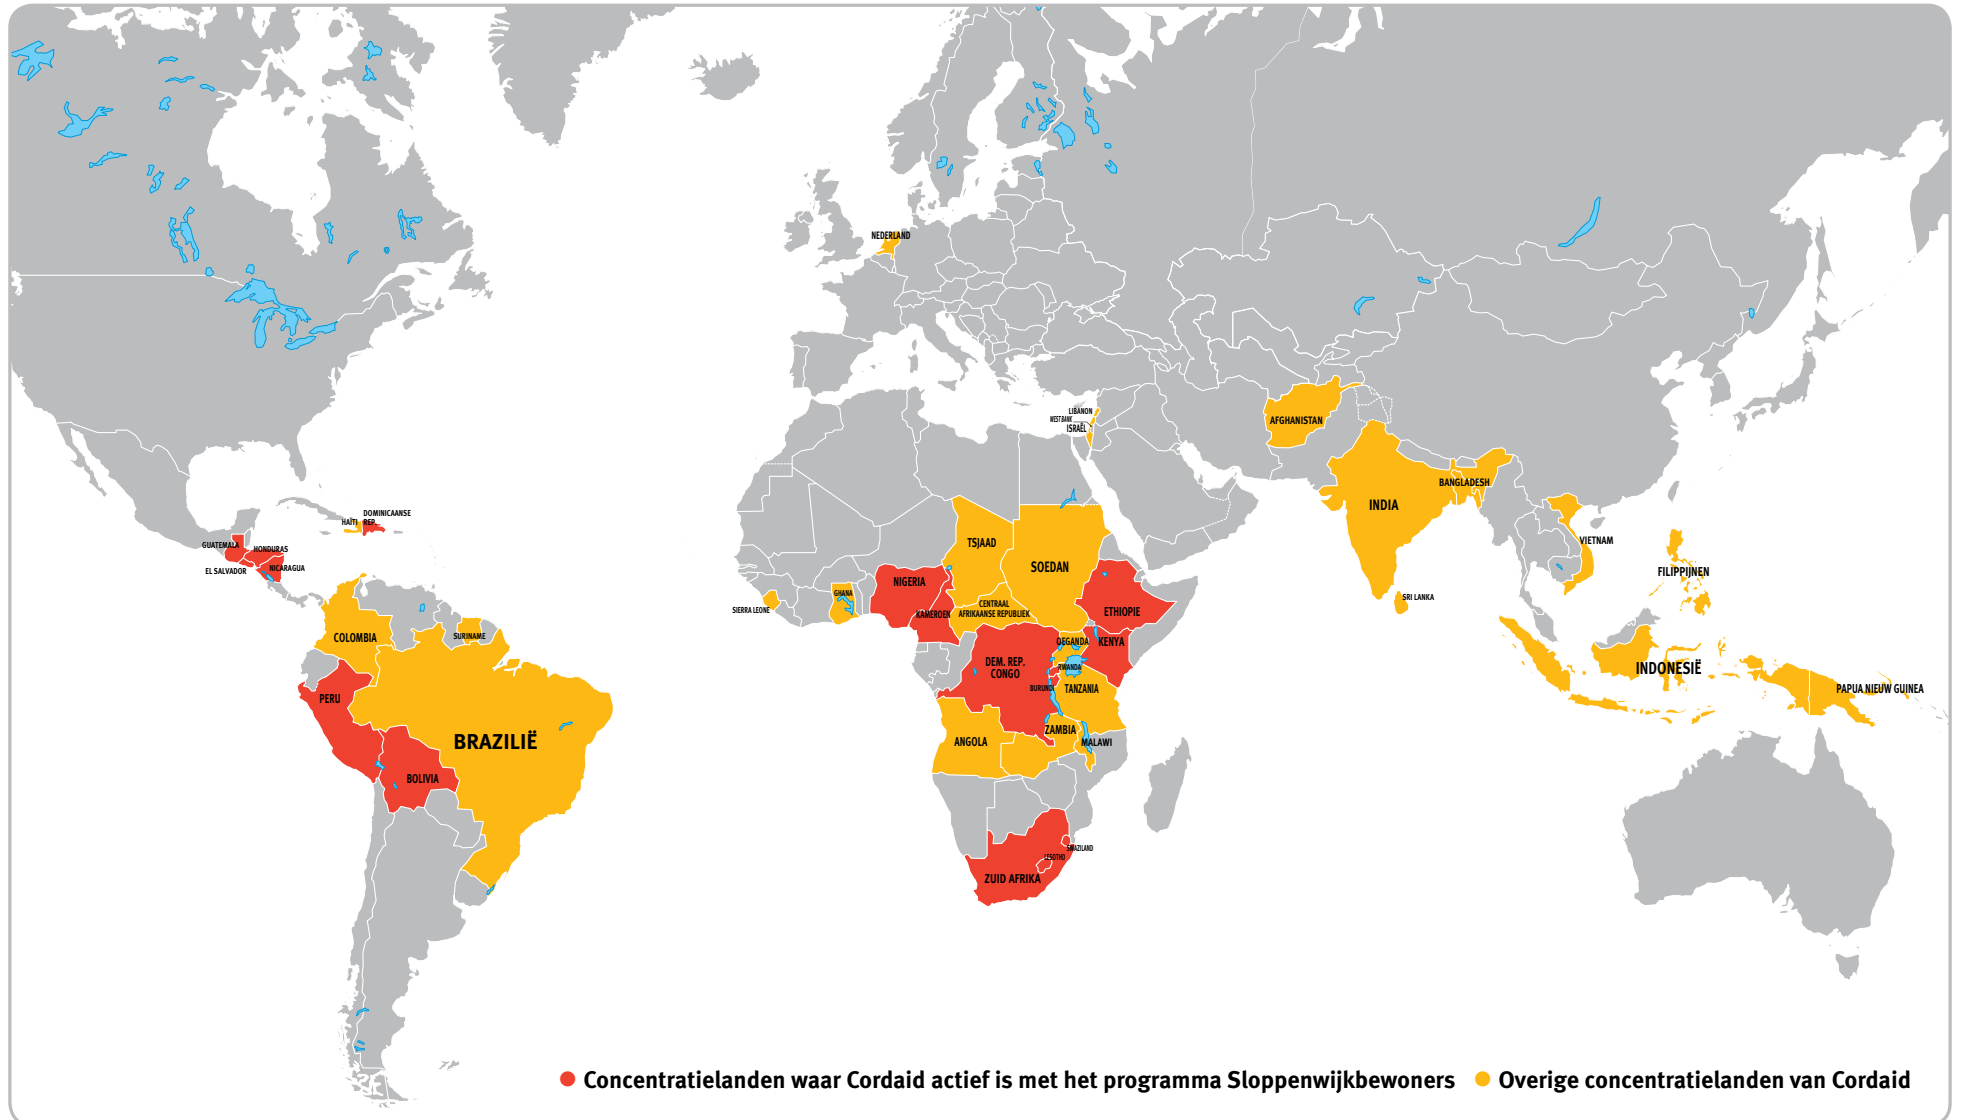 NEDERLAND
LIBANON
WESTBANK
ISRAËL
AFGHANISTAN
BANGLADESH
INDIA
VIETNAM
FILIPPIJNEN
SRI LANKA
INDONESIË
PAPUA NIEUW GUINEA
DOMINICAANSE
HAÏTI REP.
GUATEMALA
HONDURAS
EL SALVADOR
NICARAGUA
COLOMBIA
SURINAME
PERU
BRAZILIË
BOLIVIA
TSJAAD
SOEDAN
NIGERIA
GHANA
SIERRA LEONE
KAMEROEN
CENTRAAL
AFRIKAANSE REPUBLIEK
ETHIOPIE
OEGANDA
KENYA
DEM. REP.
CONGO
RWANDA
BURUNDI
TANZANIA
ZAMBIA
ANGOLA
MALAWI
SWAZILAND
LESOTHO
ZUID AFRIKA
Concentratielanden waar Cordaid actief is met het programma Sloppenwijkbewoners
Overige concentratielanden van Cordaid